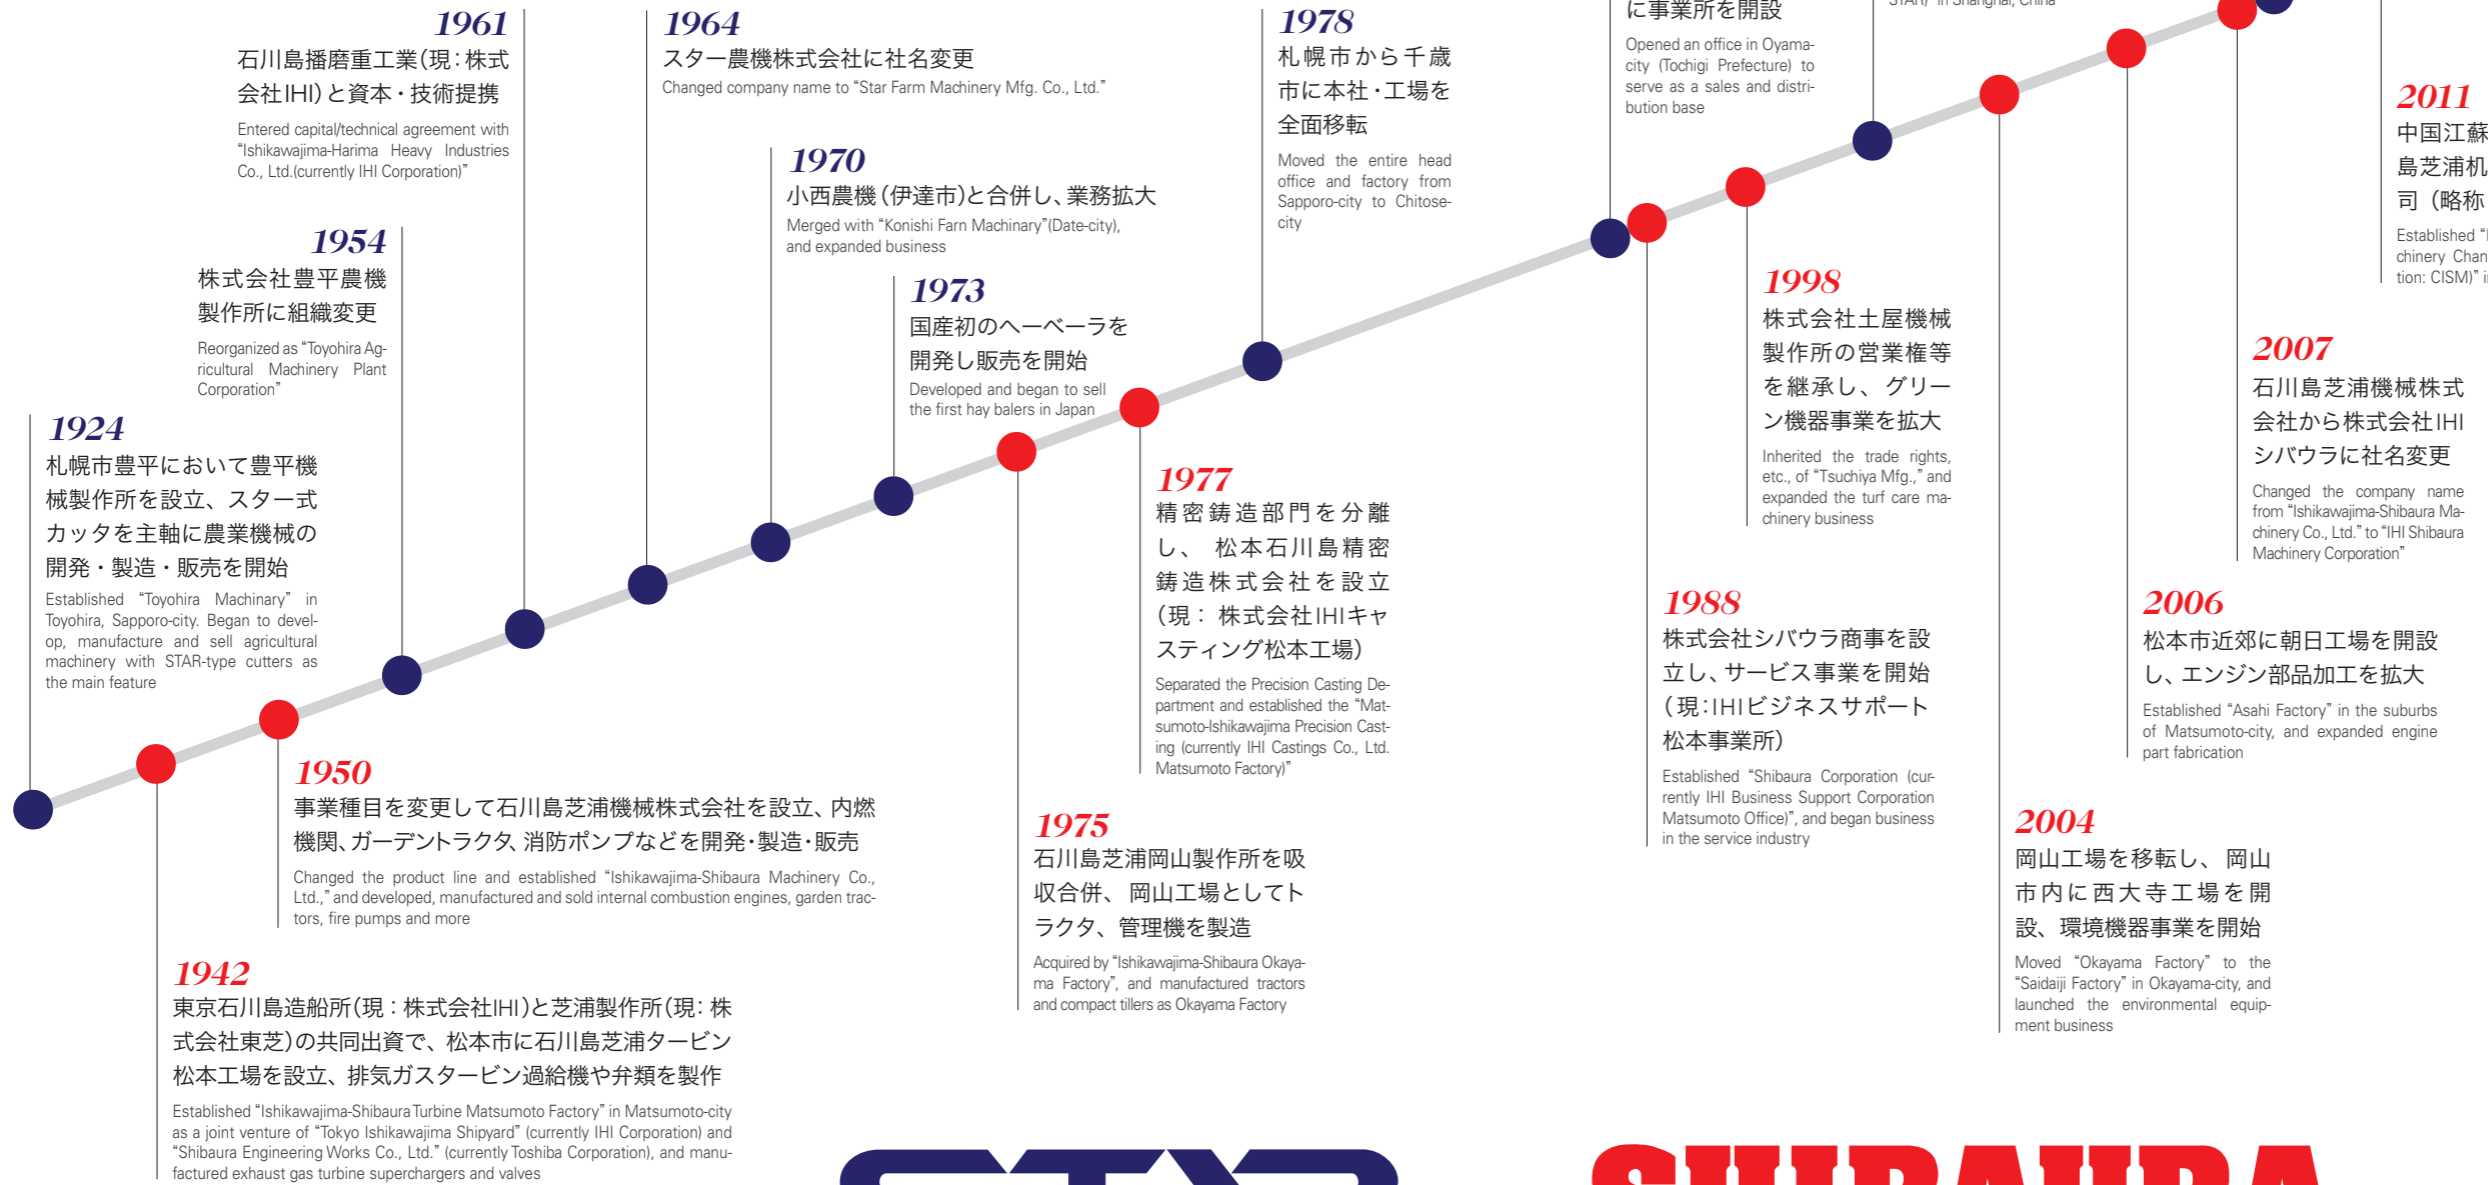 1924
札幌市豊平において豊平機
械製作所を設立、スター式
カッタを主軸に農業機械の
開発・製造・販売を開始
Established “Toyohira Machinary” in
Toyohira, Sapporo-city. Began to devel-
op, manufacture and sell agricultural
machinery with STAR-type cutters as
the main feature
1942
東京石川島造船所(現：株式会社IHI)と芝浦製作所(現：株
式会社東芝)の共同出資で、松本市に石川島芝浦タービン
松本工場を設立、排気ガスタービン過給機や弁類を製作
Established “Ishikawajima-Shibaura Turbine Matsumoto Factory” in Matsumoto-city
as a joint venture of “Tokyo Ishikawajima Shipyard” (currently IHI Corporation) and
“Shibaura Engineering Works Co., Ltd.” (currently Toshiba Corporation), and manu-
factured exhaust gas turbine superchargers and valves
1950
事業種目を変更して石川島芝浦機械株式会社を設立、内燃
機関、ガーデントラクタ、消防ポンプなどを開発・製造・販売
Changed the product line and established “Ishikawajima-Shibaura Machinery Co.,
Ltd.,” and developed, manufactured and sold internal combustion engines, garden trac-
tors, fire pumps and more
1954
株式会社豊平農機
製作所に組織変更
Reorganized as “Toyohira Ag-
ricultural Machinery Plant
Corporation”
1961
石川島播磨重工業(現：株式
会社IHI)と資本・技術提携
Entered capital/technical agreement with
“Ishikawajima-Harima Heavy Industries
Co., Ltd.(currently IHI Corporation)”
1964
スター農機株式会社に社名変更
Changed company name to “Star Farm Machinery Mfg. Co., Ltd.”
1970
小西農機(伊達市)と合併し、業務拡大
Merged with “Konishi Farn Machinary”(Date-city),
and expanded business
1973
国産初のヘーベーラを
開発し販売を開始
Developed and began to sell
the first hay balers in Japan
1975
石川島芝浦岡山製作所を吸
収合併、岡山工場としてト
ラクタ、管理機を製造
Acquired by “Ishikawajima-Shibaura Okaya-
ma Factory”, and manufactured tractors
and compact tillers as Okayama Factory
1977
精密鋳造部門を分離
し、松本石川島精密
鋳造株式会社を設立
(現：株式会社IHIキャ
スティング松本工場)
Separated the Precision Casting De-
partment and established the “Mat-
sumoto-Ishikawajima Precision Cast-
ing (currently IHI Castings Co., Ltd.
Matsumoto Factory)”
1978
札幌市から千歳
市に本社・工場を
全面移転
Moved the entire head
office and factory from
Sapporo-city to Chitose-
city
に事業所を開設
Opened an office in Oyama-
city (Tochigi Prefecture) to
serve as a sales and distri-
bution base
1988
株式会社シバウラ商事を設
立し、サービス事業を開始
(現：IHIビジネスサポート
松本事業所)
Established “Shibaura Corporation (cur-
rently IHI Business Support Corporation
Matsumoto Office)”, and began business
in the service industry
1998
株式会社土屋機械
製作所の営業権等
を継承し、グリー
ン機器事業を拡大
Inherited the trade rights,
etc., of “Tsuchiya Mfg.,” and
expanded the turf care ma-
chinery business
STAR)” in Shanghai, China
2004
岡山工場を移転し、岡山
市内に西大寺工場を開
設、環境機器事業を開始
Moved “Okayama Factory” to the
“Saidaiji Factory” in Okayama-city, and
launched the environmental equip-
ment business
2006
松本市近郊に朝日工場を開設
し、エンジン部品加工を拡大
Established “Asahi Factory” in the suburbs
of Matsumoto-city, and expanded engine
part fabrication
2007
石川島芝浦機械株式
会社から株式会社IHI
シバウラに社名変更
Changed the company name
from “Ishikawajima-Shibaura Ma-
chinery Co., Ltd.” to “IHI Shibaura
Machinery Corporation”
2011
中国江蘇
島芝浦机
司（略称
Established “I
chinery Chan
tion: CISM)” i
STAR
SHIBAURA